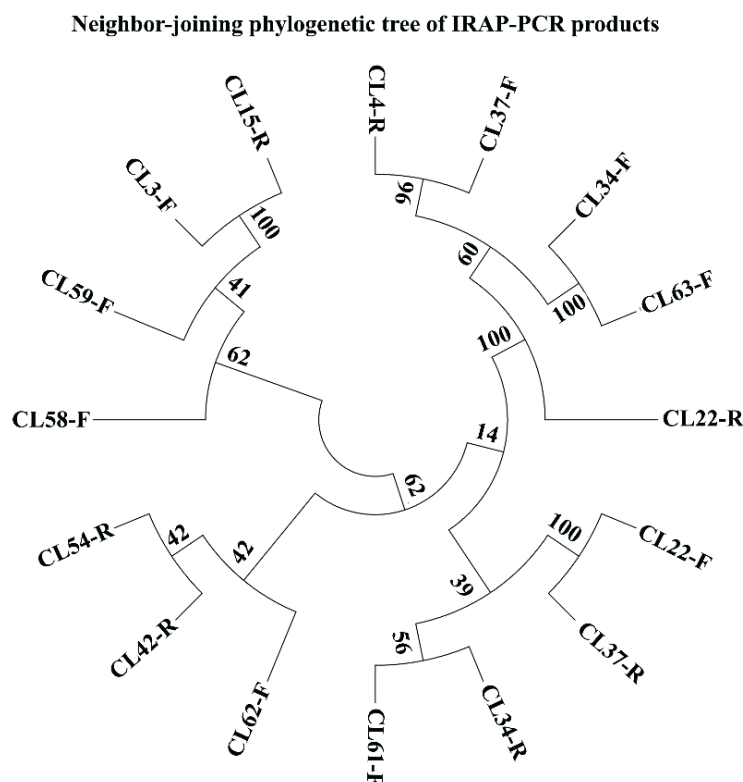 Neighbor-joining phylogenetic tree of IRAP-PCR products
CL15-R
CL4-R
CL37-F
CL3-F
CL34-F
96
100
60
CL59-F
41
100
CL63-F
62
100
CL58-F
CL22-R
14
62
CL54-R
42
42
100
CL22-F
39
CL42-R
56
CL37-R
CL62-F
CL34-R